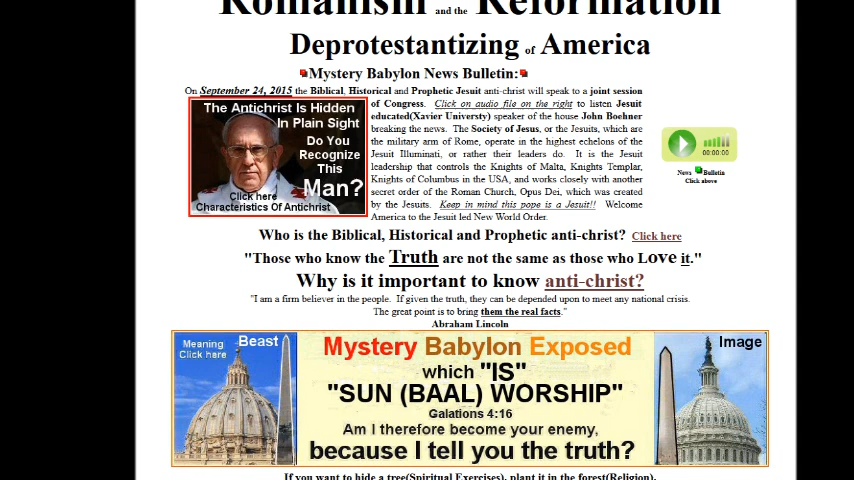 Romanism and the Reformation
Deprotestantizing of America
Mystery Babylon News Bulletin:
On September 24, 2015 the Biblical, Historical and Prophetic Jesuit anti-christ will speak to a joint session
of Congress. Click on audio file on the right to listen Jesuit
educated(Xavier Universty) speaker of the house John Boehner
breaking the news. The Society of Jesus, or the Jesuits, which are
the military arm of Rome, operate in the highest echelons of the
Jesuit Illuminati, or rather their leaders do. It is the Jesuit
leadership that controls the Knights of Malta, Knights Templar,
Knights of Columbus in the USA, and works closely with another
secret order of the Roman Church, Opus Dei, which was created
by the Jesuits. Keep in mind this pope is a Jesuit!! Welcome
America to the Jesuit led New World Order.
The Antichrist Is Hidden
In Plain Sight
Do You
Recognize
This
Man?
Click here
Characteristics Of Antichrist
00:00:00
News Bulletin
Click above
Who is the Biblical, Historical and Prophetic anti-christ? Click here
"Those who know the Truth are not the same as those who Love it."
Why is it important to know anti-christ?
"I am a firm believer in the people. If given the truth, they can be depended upon to meet any national crisis.
The great point is to bring them the real facts."
Abraham Lincoln
Meaning
Click here
Beast
Mystery Babylon Exposed
which "IS"
"SUN (BAAL) WORSHIP"
Galations 4:16
Am I therefore become your enemy,
because I tell you the truth?
Image
If you want to hide a tree(Spiritual Exercises), plant it in the forest(Religion).